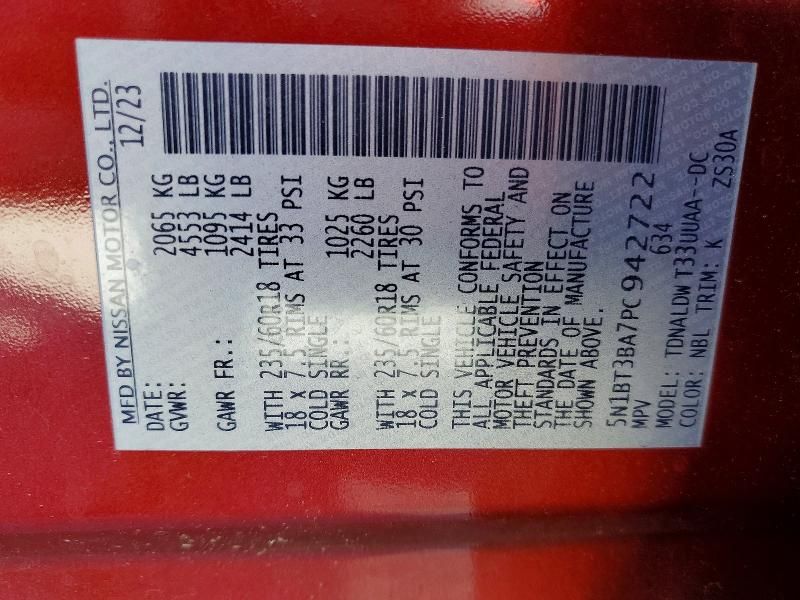 MFD BY NISSAN MOTOR CO., LTD.
DATE: 12/23
GVWR: 2065 KG
4553 LB
GAWR FR.: 1095 KG
2414 LB
WITH 235/60R18 TIRES
18 x 7.5 RIMS AT 33 PSI
COLD SINGLE
GAWR RR.: 1025 KG
2260 LB
WITH 235/60R18 TIRES
18 x 7.5 RIMS AT 30 PSI
COLD SINGLE
THIS VEHICLE CONFORMS TO
ALL APPLICABLE FEDERAL
MOTOR VEHICLE SAFETY AND
THEFT PREVENTION
STANDARDS IN EFFECT ON
THE DATE OF MANUFACTURE
SHOWN ABOVE.
5N1BT3BA7PC942722
MPV 634
MODEL: TDNALDWT33UUAA--DC
COLOR: NBL TRIM: K ZS30A